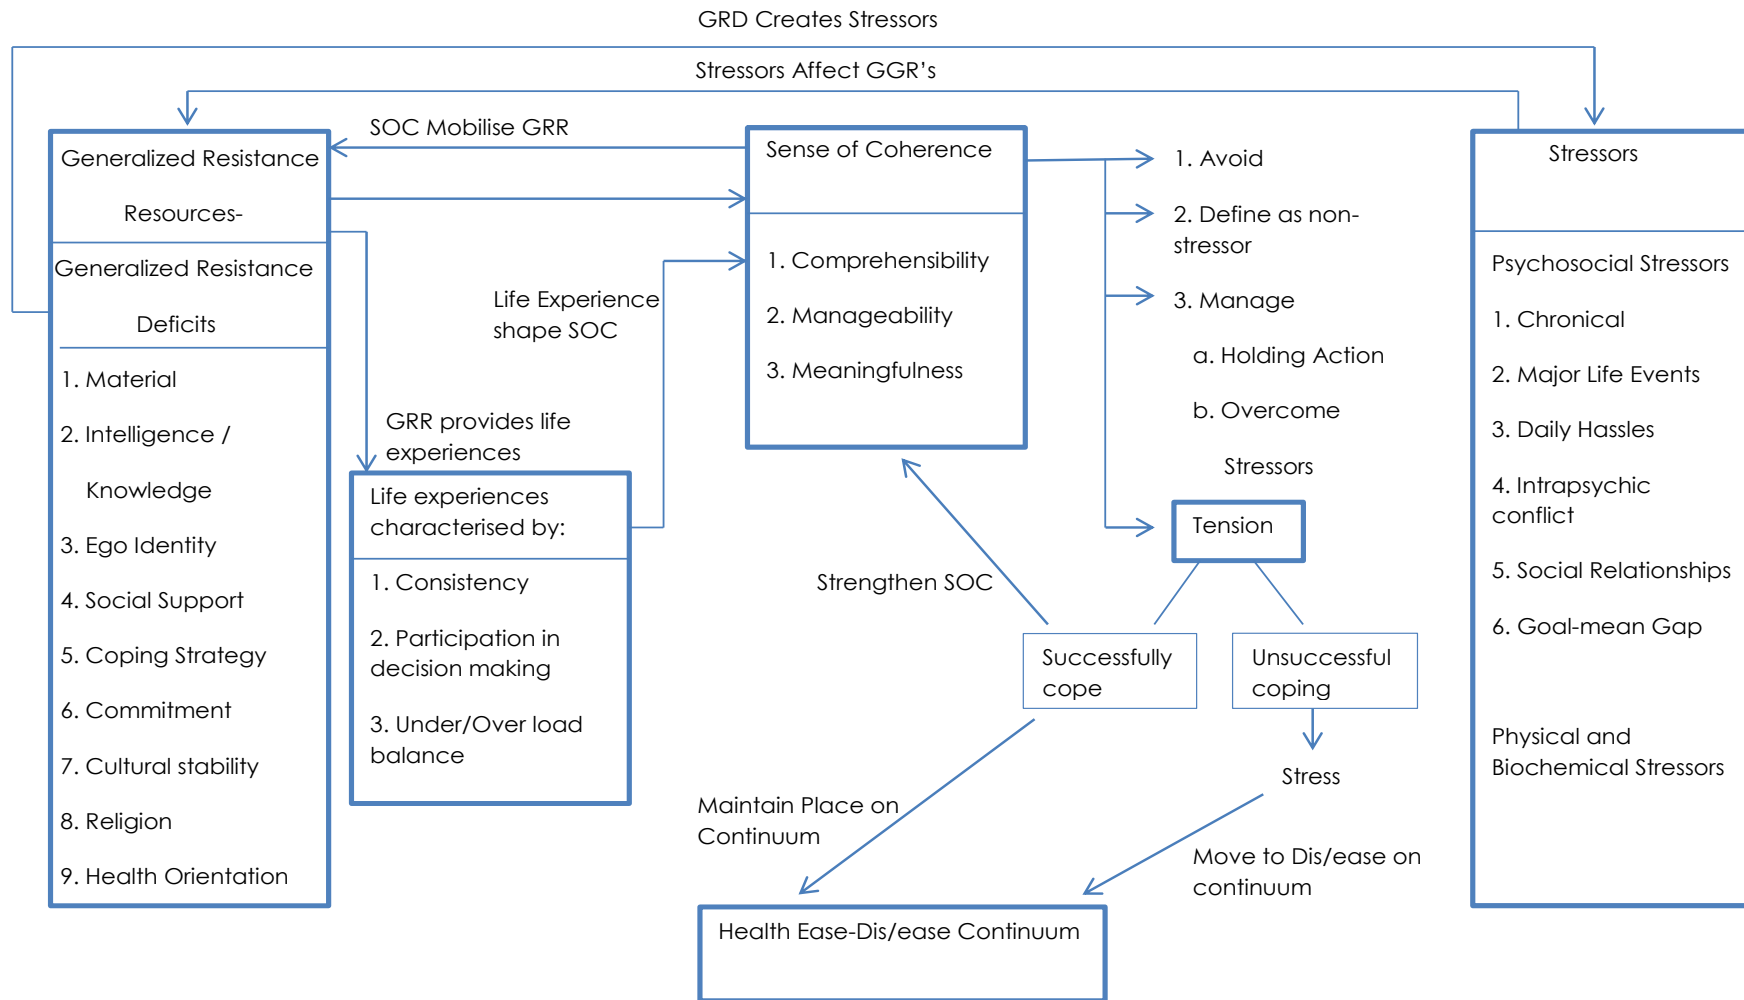 GRD Creates Stressors
Stressors Affect GGR's
SOC Mobilise GRR
Generalized Resistance
Resources-
Generalized Resistance
Deficits
1. Material
2. Intelligence /
Knowledge
3. Ego Identity
4. Social Support
5. Coping Strategy
6. Commitment
7. Cultural stability
8. Religion
9. Health Orientation
GRR provides life
experiences
Life experiences
characterised by:
1. Consistency
2. Participation in
decision making
3. Under/Over load
balance
Life Experience
shape SOC
Sense of Coherence
1. Comprehensibility
2. Manageability
3. Meaningfulness
1. Avoid
2. Define as non-
stressor
3. Manage
a. Holding Action
b. Overcome
Stressors
Tension
Strengthen SOC
Successfully
cope
Unsuccessful
coping
Stress
Maintain Place on
Continuum
Move to Dis/ease on
continuum
Health Ease-Dis/ease Continuum
Stressors
Psychosocial Stressors
1. Chronical
2. Major Life Events
3. Daily Hassles
4. Intrapsychic
conflict
5. Social Relationships
6. Goal-mean Gap
Physical and
Biochemical Stressors